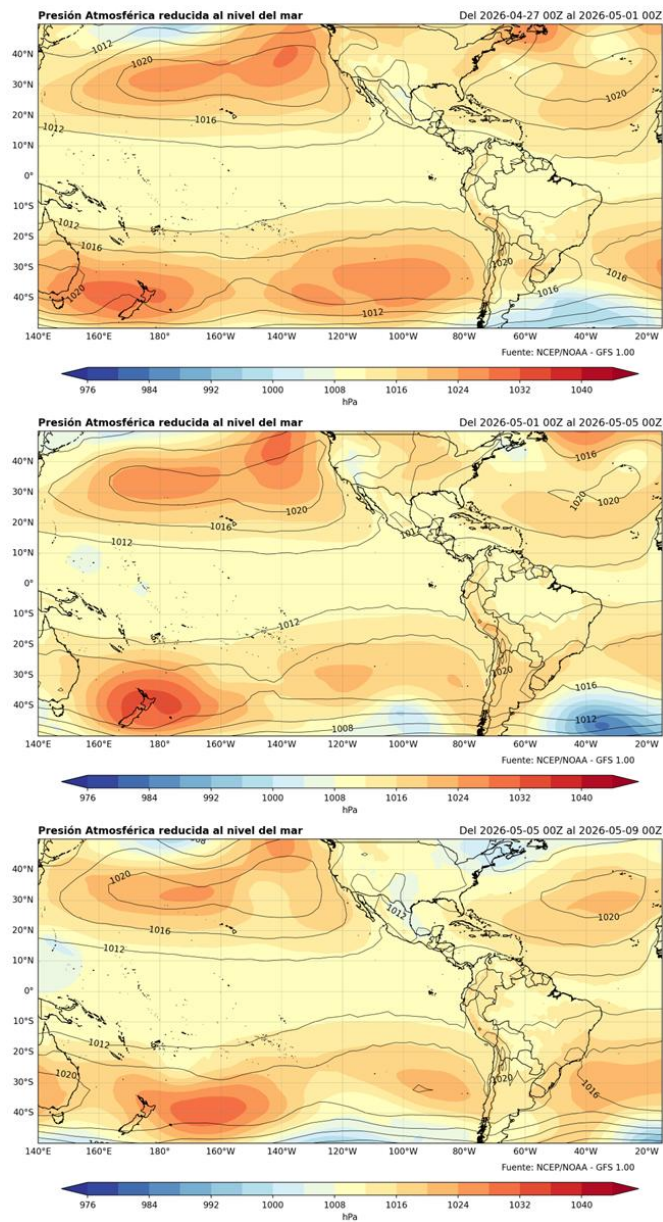 Presión Atmosférica reducida al nivel del mar Del 2026-04-27 00Z al 2026-05-01 00Z
1012
40°N
1020
1020
30°N
20°N
1016
1012
1012
10°N
0°
10°S
1012
20°S
1016
1020
1016
30°S
1020
1016
40°S
1012
140°E 160°E 180° 160°W 140°W 120°W 100°W 80°W 60°W 40°W 20°W
Fuente: NCEP/NOAA - GFS 1.00
976 984 992 1000 1008 1016 1024 1032 1040
hPa
Presión Atmosférica reducida al nivel del mar Del 2026-05-01 00Z al 2026-05-05 00Z
1016
40°N
30°N
1020
1020
1020
20°N
1016
1012
10°N
0°
10°S
1012
20°S
30°S
1020
1016
40°S
1012
1008
140°E 160°E 180° 160°W 140°W 120°W 100°W 80°W 60°W 40°W 20°W
Fuente: NCEP/NOAA - GFS 1.00
976 984 992 1000 1008 1016 1024 1032 1040
hPa
Presión Atmosférica reducida al nivel del mar Del 2026-05-05 00Z al 2026-05-09 00Z
40°N
1020
30°N
1012
1020
20°N
1016
1012
10°N
0°
10°S
1012
20°S
1020
1020
30°S
1016
40°S
140°E 160°E 180° 160°W 140°W 120°W 100°W 80°W 60°W 40°W 20°W
Fuente: NCEP/NOAA - GFS 1.00
976 984 992 1000 1008 1016 1024 1032 1040
hPa